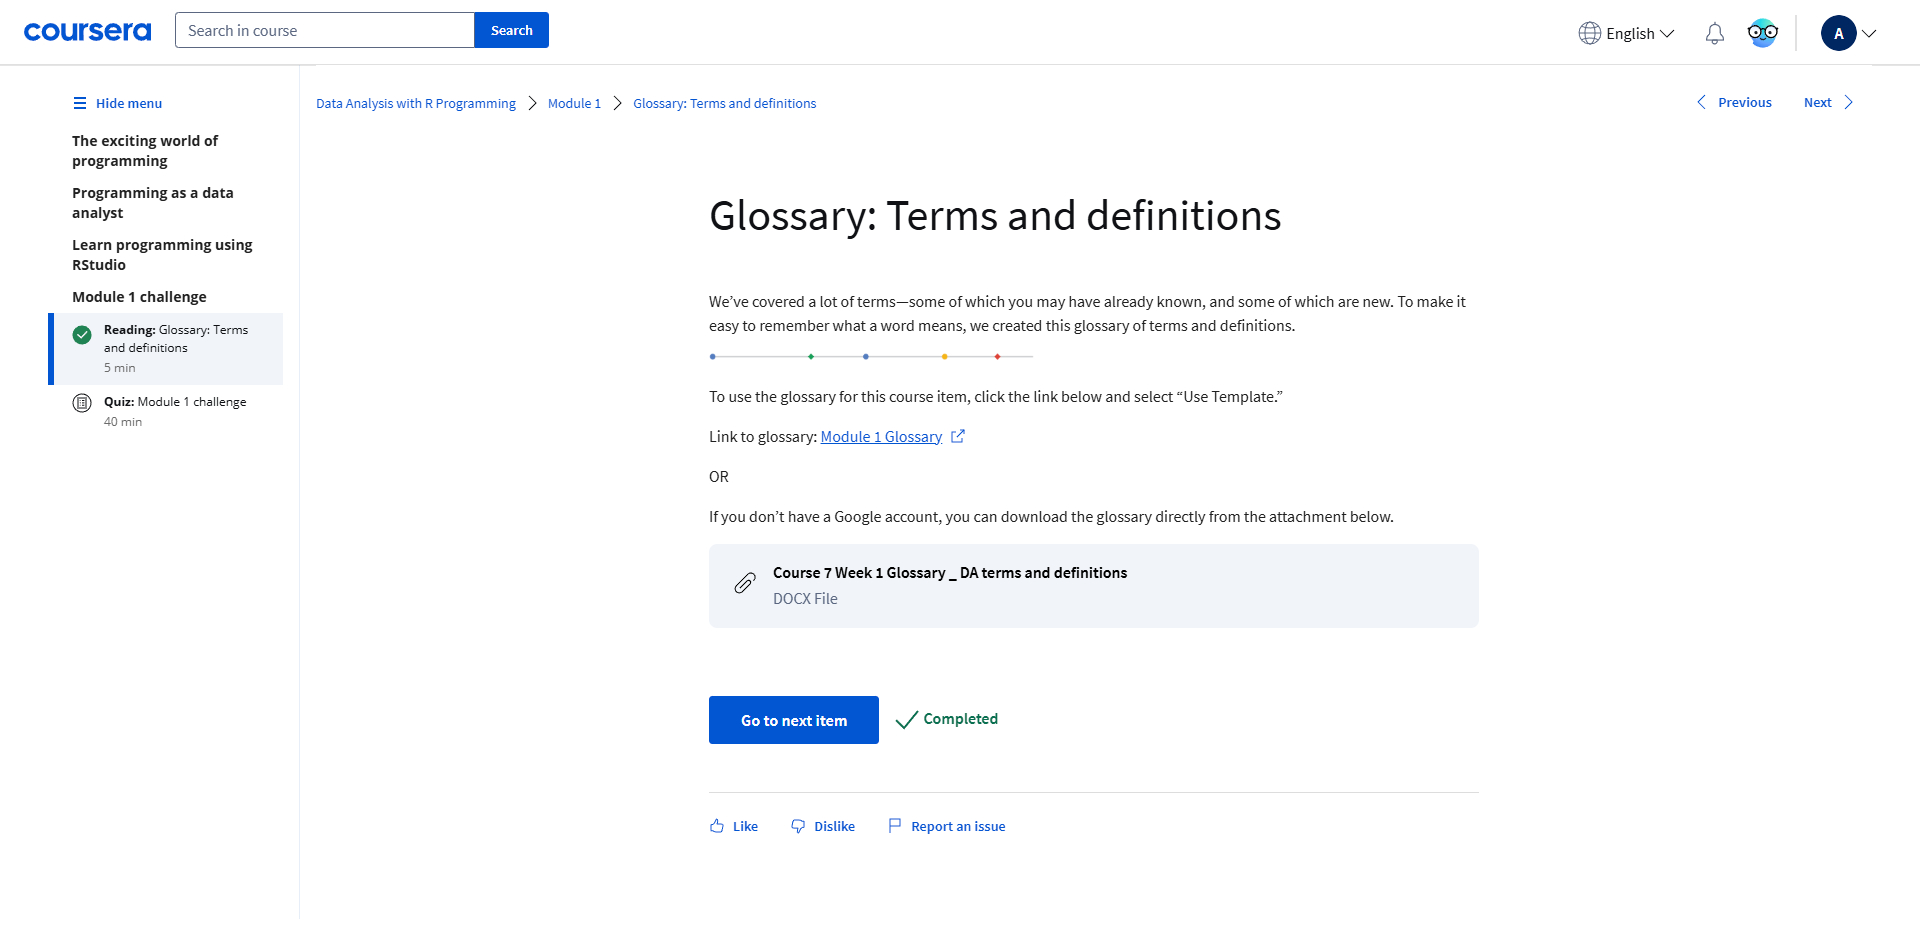 coursera
Search in course
Search
English
A
Hide menu
The exciting world of
programming
Programming as a data
analyst
Learn programming using
RStudio
Module 1 challenge
Reading: Glossary: Terms
and definitions
5 min
Quiz: Module 1 challenge
40 min
Data Analysis with R Programming
Module 1
Glossary: Terms and definitions
Previous
Next
Glossary: Terms and definitions
We’ve covered a lot of terms—some of which you may have already known, and some of which are new. To make it
easy to remember what a word means, we created this glossary of terms and definitions.
To use the glossary for this course item, click the link below and select “Use Template.”
Link to glossary: Module 1 Glossary
OR
If you don’t have a Google account, you can download the glossary directly from the attachment below.
Course 7 Week 1 Glossary _ DA terms and definitions
DOCX File
Go to next item
Completed
Like
Dislike
Report an issue